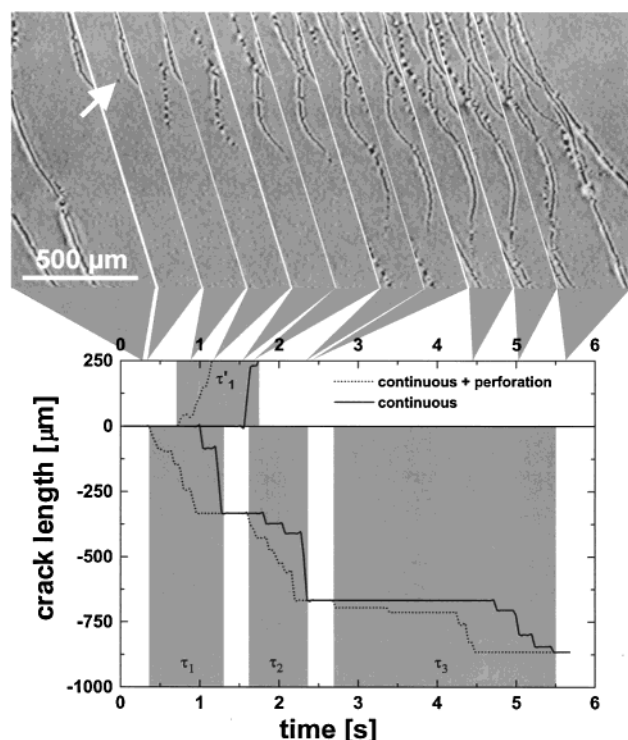 500 μm
0 1 2 3 4 5 6
250
0
-250
-500
-750
-1000
crack length [μm]
τ'1
continuous + perforation
continuous
τ1 τ2 τ3
0 1 2 3 4 5 6
time [s]